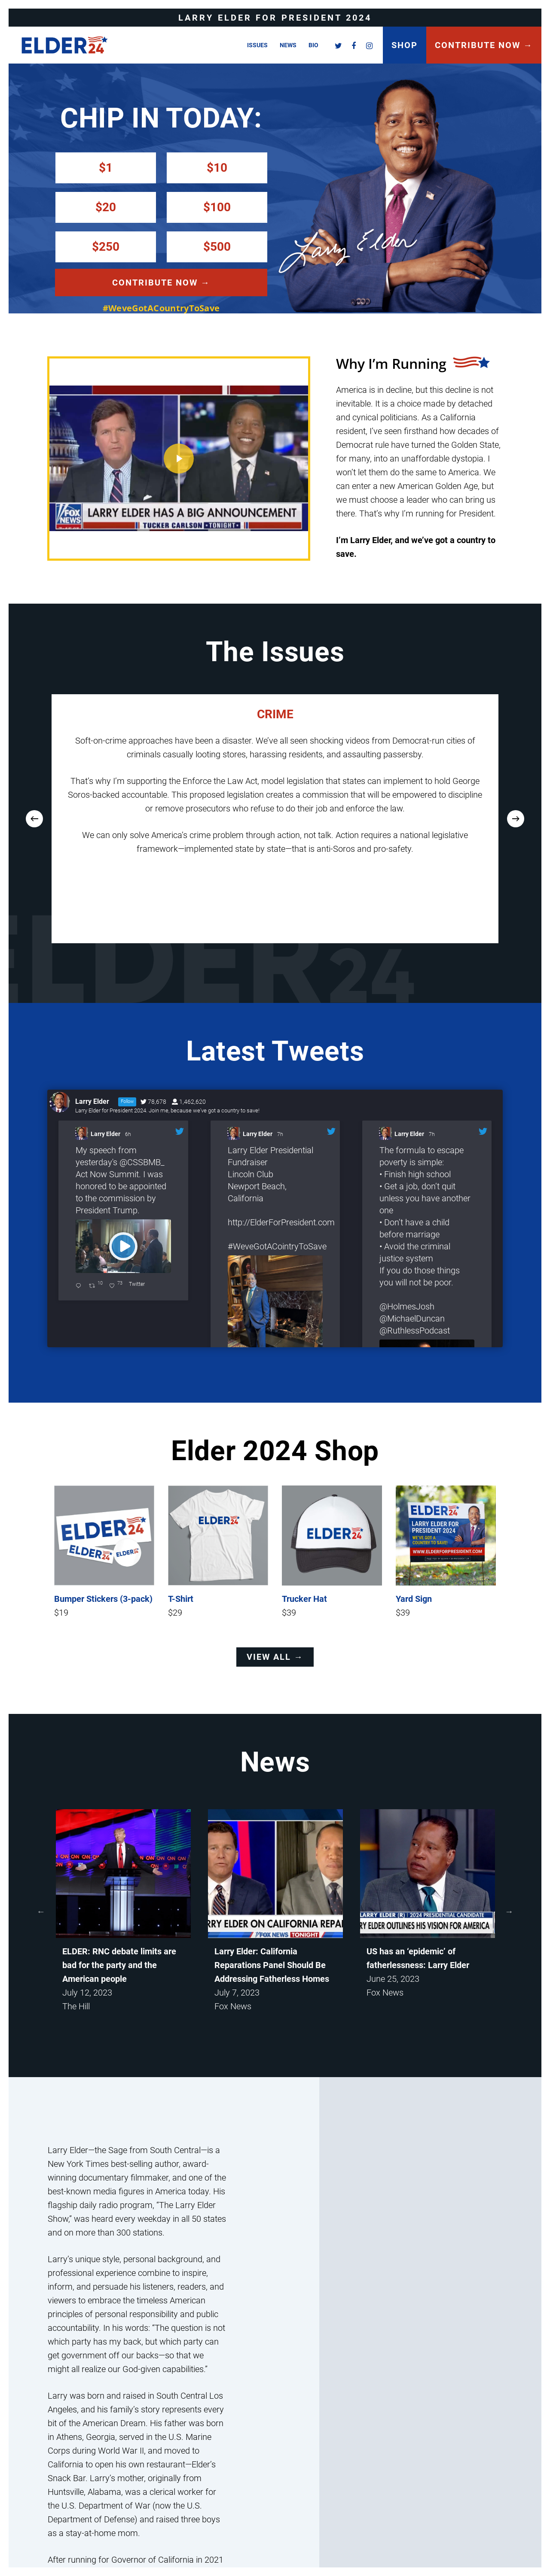 LARRY ELDER FOR PRESIDENT 2024
ELDER 24
ISSUES NEWS BIO
SHOP
CONTRIBUTE NOW →
CHIP IN TODAY:
$1 $10
$20 $100
$250 $500
CONTRIBUTE NOW →
#WeveGotACountryToSave
Larry Elder
FOX NEWS
LARRY ELDER HAS A BIG ANNOUNCEMENT
TUCKER CARLSON TONIGHT
Why I'm Running
America is in decline, but this decline is not
inevitable. It is a choice made by detached
and cynical politicians. As a California
resident, I've seen firsthand how decades of
Democrat rule have turned the Golden State,
for many, into an unaffordable dystopia. I
won't let them do the same to America. We
can enter a new American Golden Age, but
we must choose a leader who can bring us
there. That's why I'm running for President.
I'm Larry Elder, and we've got a country to
save.
The Issues
CRIME
Soft-on-crime approaches have been a disaster. We've all seen shocking videos from Democrat-run cities of
criminals casually looting stores, harassing residents, and assaulting passersby.
That's why I'm supporting the Enforce the Law Act, model legislation that states can implement to hold George
Soros-backed accountable. This proposed legislation creates a commission that will be empowered to discipline
or remove prosecutors who refuse to do their job and enforce the law.
We can only solve America's crime problem through action, not talk. Action requires a national legislative
framework—implemented state by state—that is anti-Soros and pro-safety.
ELDER24
Latest Tweets
Larry Elder Follow 78,678 1,462,620
Larry Elder for President 2024. Join me, because we've got a country to save!
Larry Elder 6h
My speech from
yesterday's @CSSBMB_
Act Now Summit. I was
honored to be appointed
to the commission by
President Trump.
10 73 Twitter
Larry Elder 7h
Larry Elder Presidential
Fundraiser
Lincoln Club
Newport Beach,
California
http://ElderForPresident.com
#WeveGotACointryToSave
Larry Elder 7h
The formula to escape
poverty is simple:
• Finish high school
• Get a job, don't quit
unless you have another
one
• Don't have a child
before marriage
• Avoid the criminal
justice system
If you do those things
you will not be poor.
@HolmesJosh
@MichaelDuncan
@RuthlessPodcast
Elder 2024 Shop
ELDER 24
ELDER 24
ELDER 24
ELDER 24
ELDER 24
ELDER 24
LARRY ELDER FOR
PRESIDENT 2024
WE'VE GOT A
COUNTRY TO SAVE!
WWW.ELDERFORPRESIDENT.COM
Bumper Stickers (3-pack)
$19
T-Shirt
$29
Trucker Hat
$39
Yard Sign
$39
VIEW ALL →
News
RRY ELDER ON CALIFORNIA REPA
FOX NEWS TONIGHT
LARRY ELDER (R) | 2024 PRESIDENTIAL CANDIDATE
RY ELDER OUTLINES HIS VISION FOR AMERICA
ELDER: RNC debate limits are
bad for the party and the
American people
July 12, 2023
The Hill
Larry Elder: California
Reparations Panel Should Be
Addressing Fatherless Homes
July 7, 2023
Fox News
US has an 'epidemic' of
fatherlessness: Larry Elder
June 25, 2023
Fox News
Larry Elder—the Sage from South Central—is a
New York Times best-selling author, award-
winning documentary filmmaker, and one of the
best-known media figures in America today. His
flagship daily radio program, "The Larry Elder
Show," was heard every weekday in all 50 states
and on more than 300 stations.
Larry's unique style, personal background, and
professional experience combine to inspire,
inform, and persuade his listeners, readers, and
viewers to embrace the timeless American
principles of personal responsibility and public
accountability. In his words: "The question is not
which party has my back, but which party can
get government off our backs—so that we
might all realize our God-given capabilities."
Larry was born and raised in South Central Los
Angeles, and his family's story represents every
bit of the American Dream. His father was born
in Athens, Georgia, served in the U.S. Marine
Corps during World War II, and moved to
California to open his own restaurant—Elder's
Snack Bar. Larry's mother, originally from
Huntsville, Alabama, was a clerical worker for
the U.S. Department of War (now the U.S.
Department of Defense) and raised three boys
as a stay-at-home mom.
After running for Governor of California in 2021